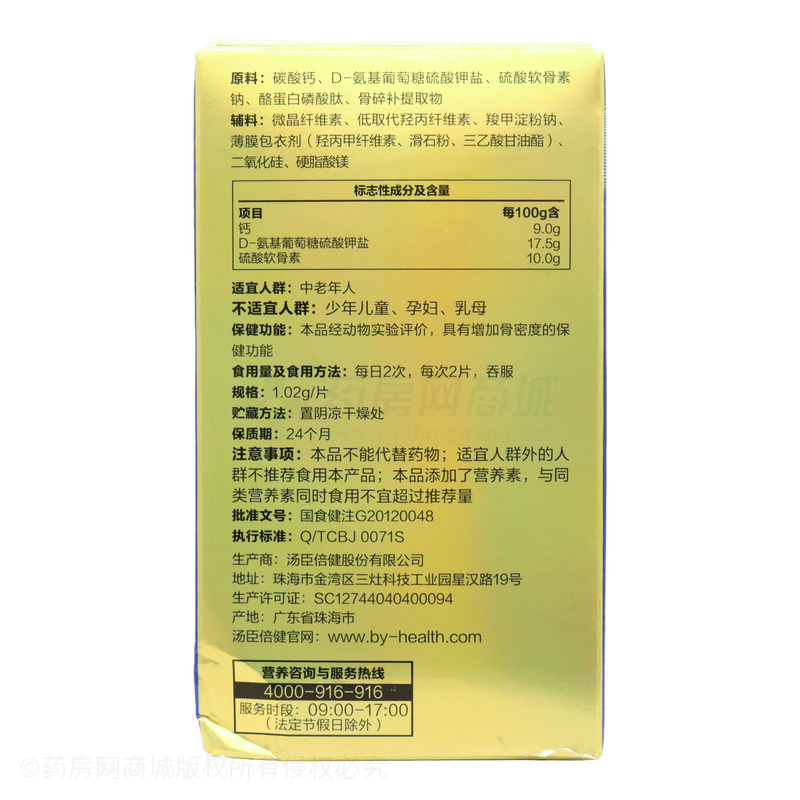 原料：碳酸钙、D-氨基葡萄糖硫酸钾盐、硫酸软骨素
钠、酪蛋白磷酸肽、骨碎补提取物
辅料：微晶纤维素、低取代羟丙纤维素、羧甲淀粉钠、
薄膜包衣剂（羟丙甲纤维素、滑石粉、三乙酸甘油酯）、
二氧化硅、硬脂酸镁
标志性成分及含量
项目 每100g含
钙 9.0g
D-氨基葡萄糖硫酸钾盐 17.5g
硫酸软骨素 10.0g
适宜人群：中老年人
不适宜人群：少年儿童、孕妇、乳母
保健功能：本品经动物实验评价，具有增加骨密度的保
健功能
食用量及食用方法：每日2次，每次2片，吞服
规格：1.02g/片
贮藏方法：置阴凉干燥处
保质期：24个月
注意事项：本品不能代替药物；适宜人群外的人
群不推荐食用本产品；本品添加了营养素，与同
类营养素同时食用不宜超过推荐量
批准文号：国食健注G20120048
执行标准：Q/TCBJ 0071S
生产商：汤臣倍健股份有限公司
地址：珠海市金湾区三灶科技工业园星汉路19号
生产许可证：SC12744040400094
产地：广东省珠海市
汤臣倍健官网：www.by-health.com
营养咨询与服务热线
4000-916-916
服务时段：09:00-17:00
（法定节假日除外）
药房网商城
©药房网商城版权所有侵权必究